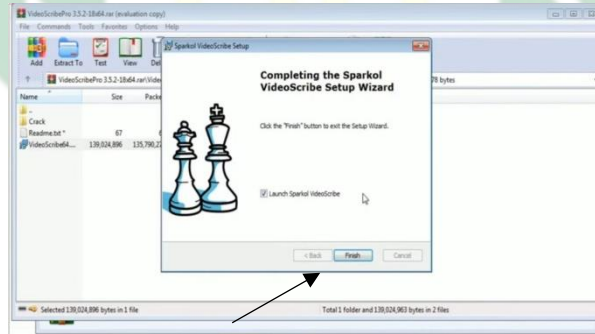 VideoScribePro 3.5.2-18x64.rar (evaluation copy)
File Commands Tools Favorites Options Help
Add Extract To Test View
VideoScribePro 3.5.2-18x64.rar\Vide
78 bytes
Name Size Packe
..
Crack
Readme.txt * 67
VideoScribe64.... 139,024,896 135,790,2
Sparkol VideoScribe Setup
Completing the Sparkol
VideoScribe Setup Wizard
Click the "Finish" button to exit the Setup Wizard.
Launch Sparkol VideoScribe
< Back Finish Cancel
Selected 139,024,896 bytes in 1 file
Total 1 folder and 139,024,963 bytes in 2 files